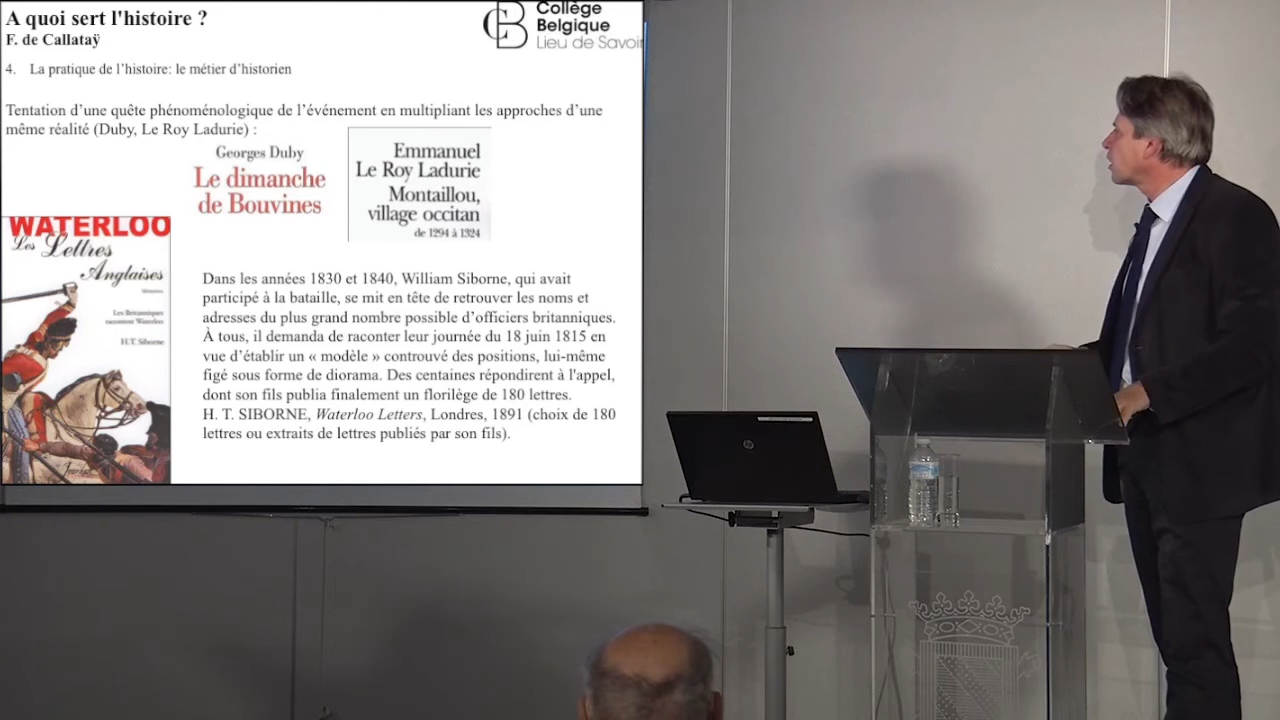 A quoi sert l'histoire ?
F. de Callataÿ
Collège
Belgique
Lieu de Savoir
4. La pratique de l'histoire: le métier d'historien
Tentation d'une quête phénoménologique de l'événement en multipliant les approches d'une
même réalité (Duby, Le Roy Ladurie) :
Georges Duby
Le dimanche
de Bouvines
Emmanuel
Le Roy Ladurie
Montaillou,
village occitan
de 1294 à 1324
WATERLOO
Les Lettres
Anglaises
Mémoires
Les Britanniques
racontent Waterloo
H.T. Siborne
Dans les années 1830 et 1840, William Siborne, qui avait
participé à la bataille, se mit en tête de retrouver les noms et
adresses du plus grand nombre possible d'officiers britanniques.
À tous, il demanda de raconter leur journée du 18 juin 1815 en
vue d'établir un « modèle » controuvé des positions, lui-même
figé sous forme de diorama. Des centaines répondirent à l'appel,
dont son fils publia finalement un florilège de 180 lettres.
H. T. SIBORNE, Waterloo Letters, Londres, 1891 (choix de 180
lettres ou extraits de lettres publiés par son fils).
hp